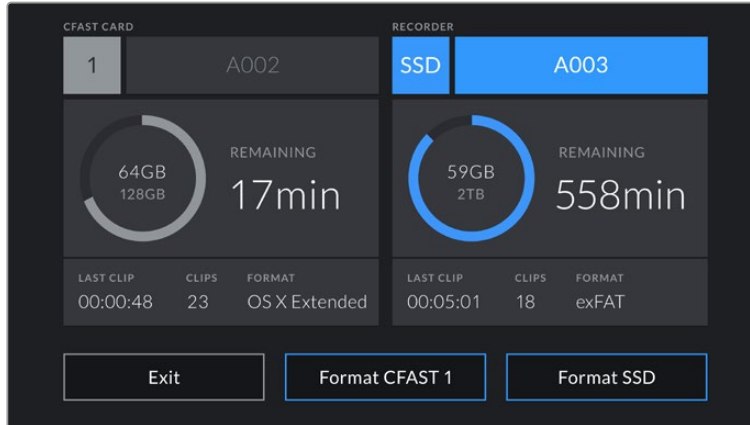 CFAST CARD
1 A002
64GB
128GB
REMAINING
17min
LAST CLIP CLIPS FORMAT
00:00:48 23 OS X Extended
RECORDER
SSD A003
59GB
2TB
REMAINING
558min
LAST CLIP CLIPS FORMAT
00:05:01 18 exFAT
Exit Format CFAST 1 Format SSD